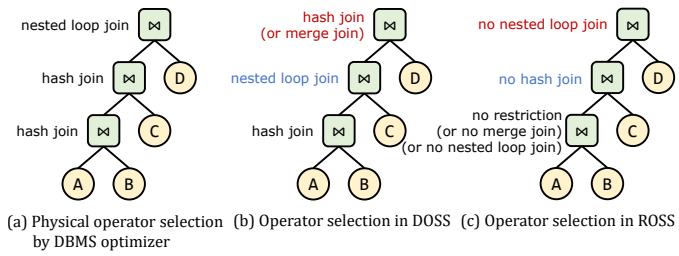 nested loop join
⋈
D
hash join
⋈
C
hash join
⋈
A
B
(a) Physical operator selection
by DBMS optimizer
hash join
(or merge join)
⋈
D
nested loop join
⋈
C
hash join
⋈
A
B
(b) Operator selection in DOSS
no nested loop join
⋈
D
no hash join
⋈
C
no restriction
(or no merge join)
(or no nested loop join)
⋈
A
B
(c) Operator selection in ROSS